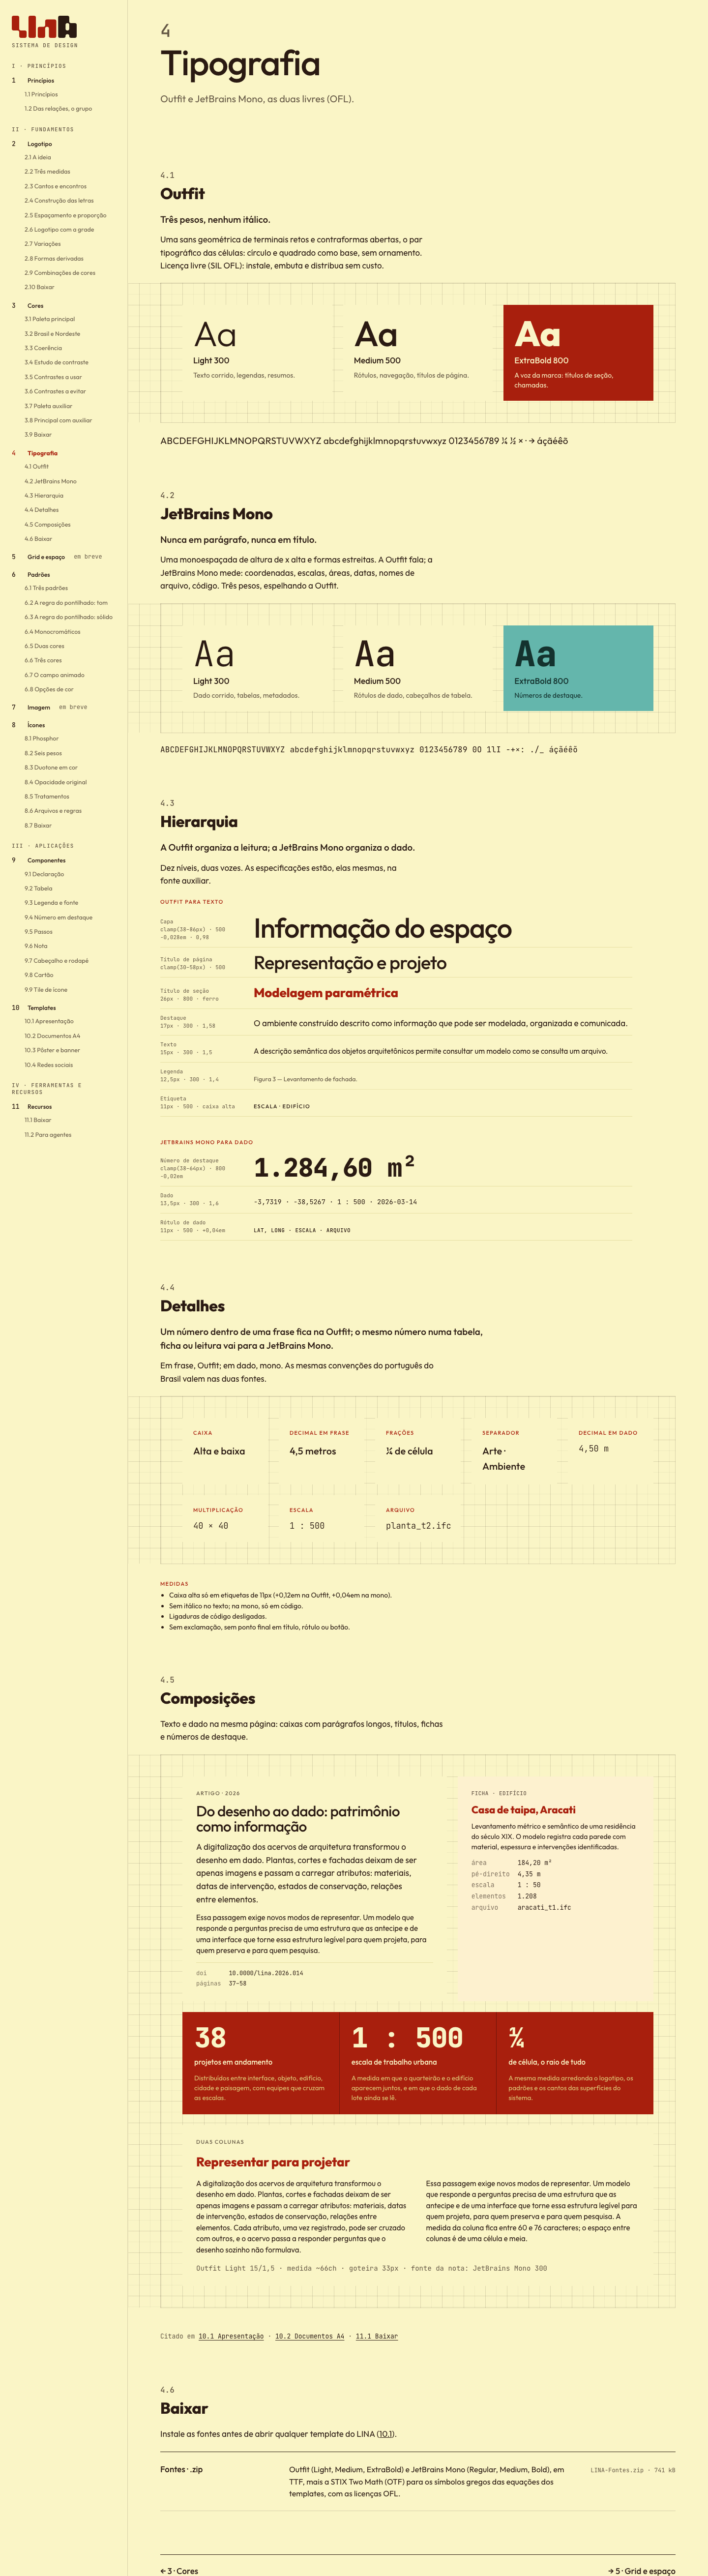 LINA
SISTEMA DE DESIGN
I · PRINCÍPIOS
1 Princípios
1.1 Princípios
1.2 Das relações, o grupo
II · FUNDAMENTOS
2 Logotipo
2.1 A ideia
2.2 Três medidas
2.3 Cantos e encontros
2.4 Construção das letras
2.5 Espaçamento e proporção
2.6 Logotipo com a grade
2.7 Variações
2.8 Formas derivadas
2.9 Combinações de cores
2.10 Baixar
3 Cores
3.1 Paleta principal
3.2 Brasil e Nordeste
3.3 Coerência
3.4 Estudo de contraste
3.5 Contrastes a usar
3.6 Contrastes a evitar
3.7 Paleta auxiliar
3.8 Principal com auxiliar
3.9 Baixar
4 Tipografia
4.1 Outfit
4.2 JetBrains Mono
4.3 Hierarquia
4.4 Detalhes
4.5 Composições
4.6 Baixar
5 Grid e espaço em breve
6 Padrões
6.1 Três padrões
6.2 A regra do pontilhado: tom
6.3 A regra do pontilhado: sólido
6.4 Monocromáticos
6.5 Duas cores
6.6 Três cores
6.7 O campo animado
6.8 Opções de cor
7 Imagem em breve
8 Ícones
8.1 Phosphor
8.2 Seis pesos
8.3 Duotone em cor
8.4 Opacidade original
8.5 Tratamentos
8.6 Arquivos e regras
8.7 Baixar
III · APLICAÇÕES
9 Componentes
9.1 Declaração
9.2 Tabela
9.3 Legenda e fonte
9.4 Número em destaque
9.5 Passos
9.6 Nota
9.7 Cabeçalho e rodapé
9.8 Cartão
9.9 Tile de ícone
10 Templates
10.1 Apresentação
10.2 Documentos A4
10.3 Pôster e banner
10.4 Redes sociais
IV · FERRAMENTAS E
RECURSOS
11 Recursos
11.1 Baixar
11.2 Para agentes
4
Tipografia
Outfit e JetBrains Mono, as duas livres (OFL).
4.1
Outfit
Três pesos, nenhum itálico.
Uma sans geométrica de terminais retos e contraformas abertas, o par
tipográfico das células: círculo e quadrado como base, sem ornamento.
Licença livre (SIL OFL): instale, embuta e distribua sem custo.
Aa
Light 300
Texto corrido, legendas, resumos.
Aa
Medium 500
Rótulos, navegação, títulos de página.
Aa
ExtraBold 800
A voz da marca: títulos de seção,
chamadas.
ABCDEFGHIJKLMNOPQRSTUVWXYZ abcdefghijklmnopqrstuvwxyz 0123456789 ¼ ½ × · → áçãéêõ
4.2
JetBrains Mono
Nunca em parágrafo, nunca em título.
Uma monoespaçada de altura de x alta e formas estreitas. A Outfit fala; a
JetBrains Mono mede: coordenadas, escalas, áreas, datas, nomes de
arquivo, código. Três pesos, espelhando a Outfit.
Aa
Light 300
Dado corrido, tabelas, metadados.
Aa
Medium 500
Rótulos de dado, cabeçalhos de tabela.
Aa
ExtraBold 800
Números de destaque.
ABCDEFGHIJKLMNOPQRSTUVWXYZ abcdefghijklmnopqrstuvwxyz 0123456789 0O 1lI -+×: ./_ áçãéêõ
4.3
Hierarquia
A Outfit organiza a leitura; a JetBrains Mono organiza o dado.
Dez níveis, duas vozes. As especificações estão, elas mesmas, na
fonte auxiliar.
OUTFIT PARA TEXTO
Capa
clamp(38–86px) · 500
-0,028em · 0,98
Informação do espaço
Título de página
clamp(30–58px) · 500
Representação e projeto
Título de seção
26px · 800 · ferro
Modelagem paramétrica
Destaque
17px · 300 · 1,58
O ambiente construído descrito como informação que pode ser modelada, organizada e comunicada.
Texto
15px · 300 · 1,5
A descrição semântica dos objetos arquitetônicos permite consultar um modelo como se consulta um arquivo.
Legenda
12,5px · 300 · 1,4
Figura 3 — Levantamento de fachada.
Etiqueta
11px · 500 · caixa alta
ESCALA · EDIFÍCIO
JETBRAINS MONO PARA DADO
Número de destaque
clamp(38–64px) · 800
-0,02em
1.284,60 m²
Dado
13,5px · 300 · 1,6
-3,7319 · -38,5267 · 1 : 500 · 2026-03-14
Rótulo de dado
11px · 500 · +0,04em
LAT, LONG · ESCALA · ARQUIVO
4.4
Detalhes
Um número dentro de uma frase fica na Outfit; o mesmo número numa tabela,
ficha ou leitura vai para a JetBrains Mono.
Em frase, Outfit; em dado, mono. As mesmas convenções do português do
Brasil valem nas duas fontes.
CAIXA
Alta e baixa
DECIMAL EM FRASE
4,5 metros
FRAÇÕES
¼ de célula
SEPARADOR
Arte ·
Ambiente
DECIMAL EM DADO
4,50 m
MULTIPLICAÇÃO
40 × 40
ESCALA
1 : 500
ARQUIVO
planta_t2.ifc
MEDIDAS
• Caixa alta só em etiquetas de 11px (+0,12em na Outfit, +0,04em na mono).
• Sem itálico no texto; na mono, só em código.
• Ligaduras de código desligadas.
• Sem exclamação, sem ponto final em título, rótulo ou botão.
4.5
Composições
Texto e dado na mesma página: caixas com parágrafos longos, títulos, fichas
e números de destaque.
ARTIGO · 2026
Do desenho ao dado: patrimônio
como informação
A digitalização dos acervos de arquitetura transformou o
desenho em dado. Plantas, cortes e fachadas deixam de ser
apenas imagens e passam a carregar atributos: materiais,
datas de intervenção, estados de conservação, relações
entre elementos.
Essa passagem exige novos modos de representar. Um modelo que
responde a perguntas precisa de uma estrutura que as antecipe e de
uma interface que torne essa estrutura legível para quem projeta, para
quem preserva e para quem pesquisa.
doi 10.0000/lina.2026.014
páginas 37–58
FICHA · EDIFÍCIO
Casa de taipa, Aracati
Levantamento métrico e semântico de uma residência
do século XIX. O modelo registra cada parede com
material, espessura e intervenções identificadas.
área 184,20 m²
pé-direito 4,35 m
escala 1 : 50
elementos 1.208
arquivo aracati_t1.ifc
38
projetos em andamento
Distribuídos entre interface, objeto, edifício,
cidade e paisagem, com equipes que cruzam
as escalas.
1 : 500
escala de trabalho urbana
A medida em que o quarteirão e o edifício
aparecem juntos, e em que o dado de cada
lote ainda se lê.
¼
de célula, o raio de tudo
A mesma medida arredonda o logotipo, os
padrões e os cantos das superfícies do
sistema.
DUAS COLUNAS
Representar para projetar
A digitalização dos acervos de arquitetura transformou o
desenho em dado. Plantas, cortes e fachadas deixam de ser
apenas imagens e passam a carregar atributos: materiais, datas
de intervenção, estados de conservação, relações entre
elementos. Cada atributo, uma vez registrado, pode ser cruzado
com outros, e o acervo passa a responder perguntas que o
desenho sozinho não formulava.
Essa passagem exige novos modos de representar. Um modelo
que responde a perguntas precisa de uma estrutura que as
antecipe e de uma interface que torne essa estrutura legível para
quem projeta, para quem preserva e para quem pesquisa. A
medida da coluna fica entre 60 e 76 caracteres; o espaço entre
colunas é de uma célula e meia.
Outfit Light 15/1,5 · medida ~66ch · goteira 33px · fonte da nota: JetBrains Mono 300
Citado em 10.1 Apresentação · 10.2 Documentos A4 · 11.1 Baixar
4.6
Baixar
Instale as fontes antes de abrir qualquer template do LINA (10.1).
Fontes · .zip
Outfit (Light, Medium, ExtraBold) e JetBrains Mono (Regular, Medium, Bold), em
TTF, mais a STIX Two Math (OTF) para os símbolos gregos das equações dos
templates, com as licenças OFL.
LINA-Fontes.zip · 741 kB
← 3 · Cores
→ 5 · Grid e espaço